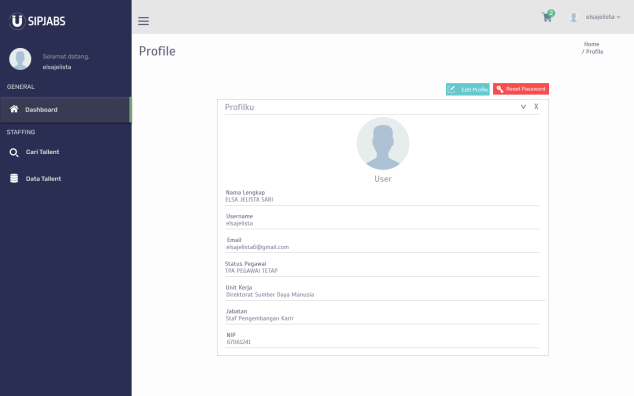 SIPJABS
2
elsajelista
Selamat datang,
elsajelista
Profile
Home
/ Profile
GENERAL
Dashboard
STAFFING
Cari Tallent
Data Tallent
Edit Profile
Reset Password
Profilku
X
User
Nama Lengkap
ELSA JELISTA SARI
Username
elsajelista
Email
elsajelista6@gmail.com
Status Pegawai
TPA PEGAWAI TETAP
Unit Kerja
Direktorat Sumber Daya Manusia
Jabatan
Staf Pengembangan Karir
NIP
67061241